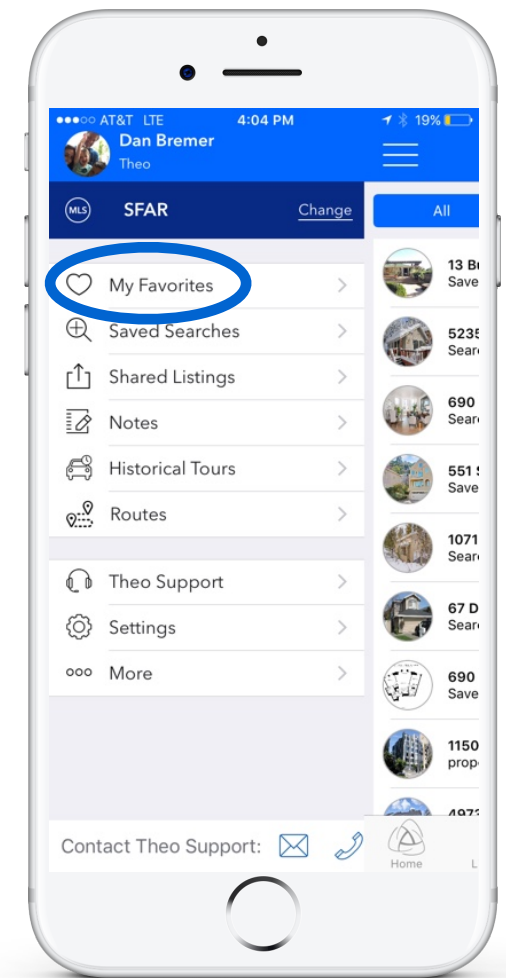 AT&T LTE 4:04 PM 19%
Dan Bremer
Theo
MLS SFAR Change
All
My Favorites
Saved Searches
Shared Listings
Notes
Historical Tours
Routes
Theo Support
Settings
More
Contact Theo Support:
13 B
Save
5235
Sear
690
Sear
551
Save
1071
Sear
67 D
Sear
690
Save
1150
prop
4973
Home L